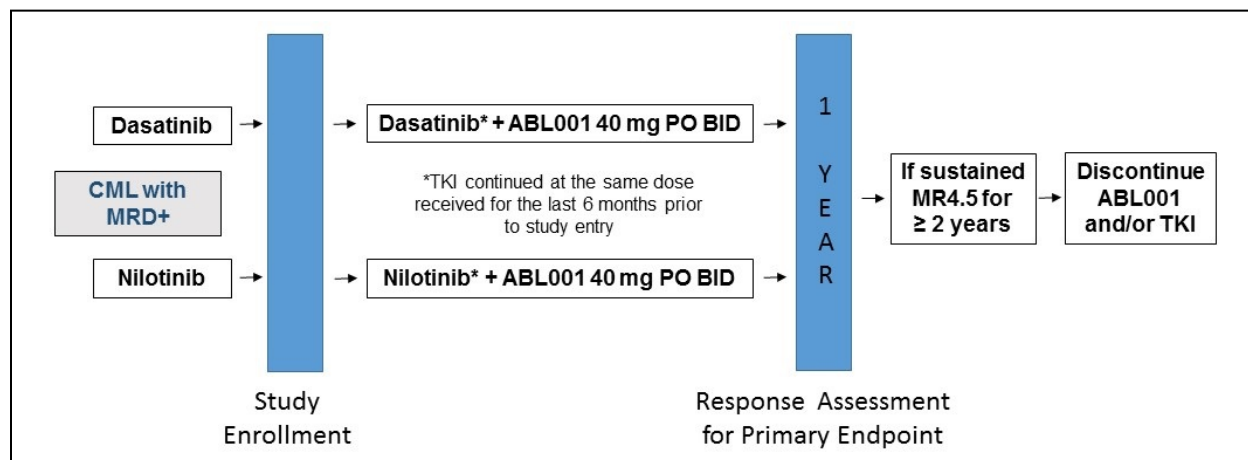 Dasatinib
CML with
MRD+
Nilotinib
Study
Enrollment
Dasatinib* + ABL001 40 mg PO BID
*TKI continued at the same dose
received for the last 6 months prior
to study entry
Nilotinib* + ABL001 40 mg PO BID
1
Y
E
A
R
Response Assessment
for Primary Endpoint
If sustained
MR4.5 for
≥ 2 years
Discontinue
ABL001
and/or TKI